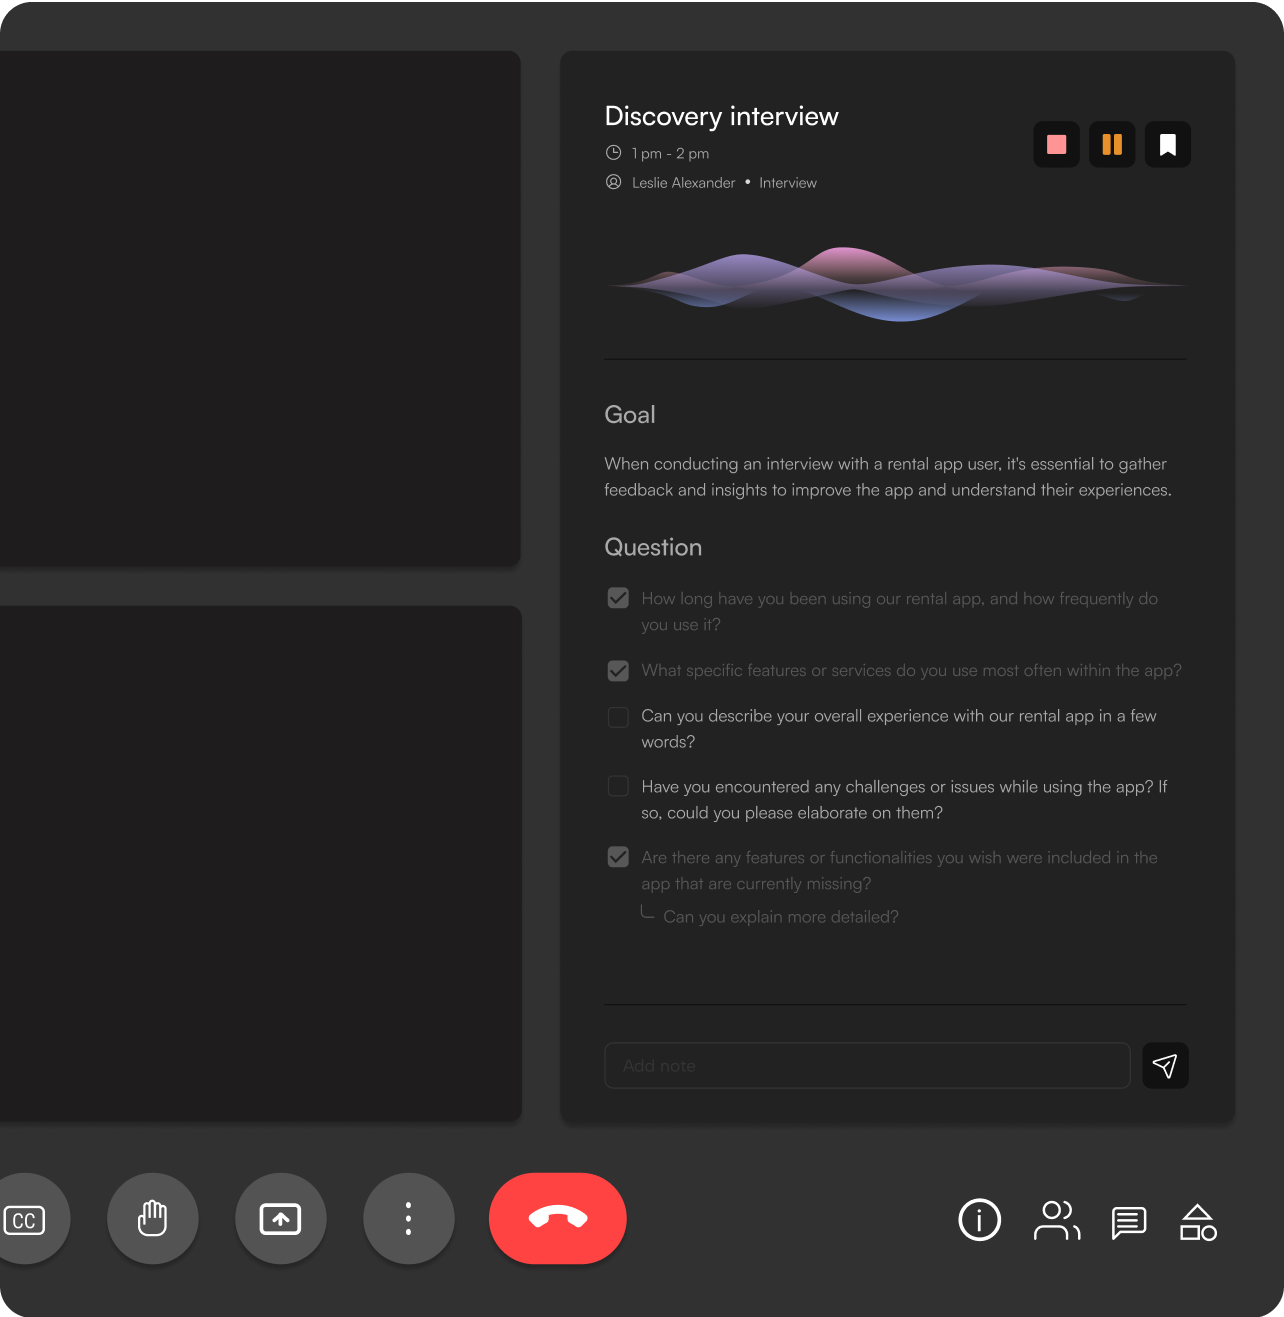 Discovery interview
1 pm - 2 pm
Leslie Alexander • Interview
Goal
When conducting an interview with a rental app user, it's essential to gather
feedback and insights to improve the app and understand their experiences.
Question
How long have you been using our rental app, and how frequently do
you use it?
What specific features or services do you use most often within the app?
Can you describe your overall experience with our rental app in a few
words?
Have you encountered any challenges or issues while using the app? If
so, could you please elaborate on them?
Are there any features or functionalities you wish were included in the
app that are currently missing?
Can you explain more detailed?
Add note
CC